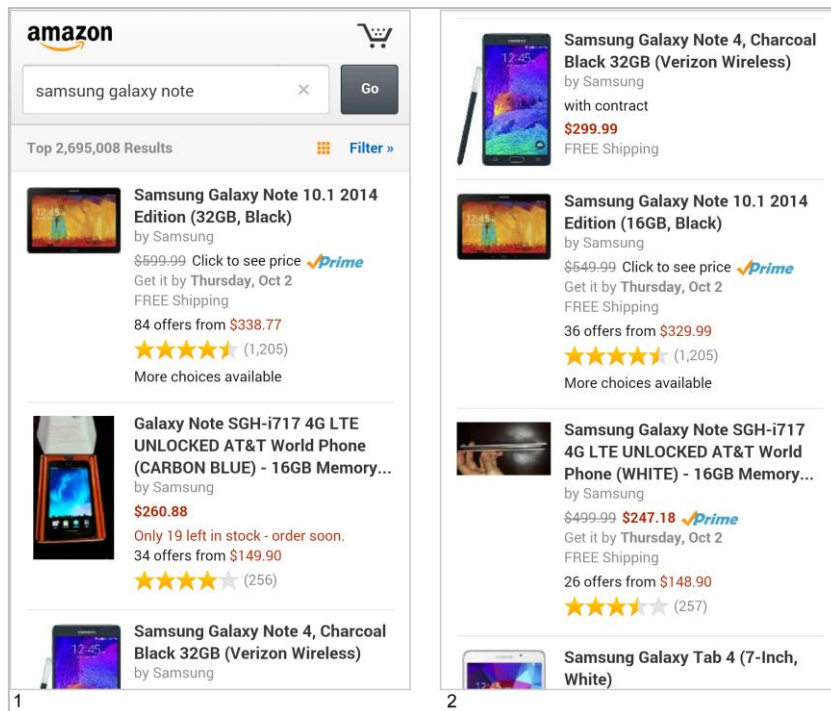 amazon
samsung galaxy note
×
Go
Top 2,695,008 Results
Filter »
Samsung Galaxy Note 10.1 2014
Edition (32GB, Black)
by Samsung
$599.99 Click to see price Prime
Get it by Thursday, Oct 2
FREE Shipping
84 offers from $338.77
(1,205)
More choices available
Galaxy Note SGH-i717 4G LTE
UNLOCKED AT&T World Phone
(CARBON BLUE) - 16GB Memory...
by Samsung
$260.88
Only 19 left in stock - order soon.
34 offers from $149.90
(256)
Samsung Galaxy Note 4, Charcoal
Black 32GB (Verizon Wireless)
by Samsung
1
Samsung Galaxy Note 4, Charcoal
Black 32GB (Verizon Wireless)
by Samsung
with contract
$299.99
FREE Shipping
Samsung Galaxy Note 10.1 2014
Edition (16GB, Black)
by Samsung
$549.99 Click to see price Prime
Get it by Thursday, Oct 2
FREE Shipping
36 offers from $329.99
(1,205)
More choices available
Samsung Galaxy Note SGH-i717
4G LTE UNLOCKED AT&T World
Phone (WHITE) - 16GB Memory...
by Samsung
$499.99 $247.18 Prime
Get it by Thursday, Oct 2
FREE Shipping
26 offers from $148.90
(257)
Samsung Galaxy Tab 4 (7-Inch,
White)
2